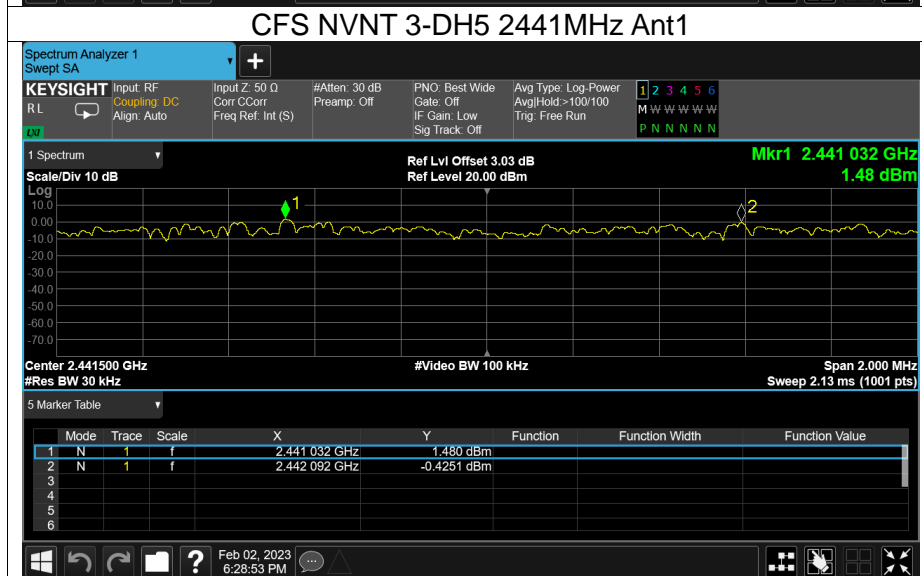 CFS NVNT 3-DH5 2441MHz Ant1
Spectrum Analyzer 1
Swept SA
+
KEYSIGHT Input: RF Input Z: 50 Ω #Atten: 30 dB PNO: Best Wide Avg Type: Log-Power 1 2 3 4 5 6
RL Coupling: DC Corr CCorr Preamp: Off Gate: Off Avg|Hold:>100/100 M W W W W W
Align: Auto Freq Ref: Int (S) IF Gain: Low Trig: Free Run
LXI Sig Track: Off P N N N N N
1 Spectrum Ref Lvl Offset 3.03 dB Mkr1 2.441 032 GHz
Scale/Div 10 dB Ref Level 20.00 dBm 1.48 dBm
Log
10.0 1 2
0.00
-10.0
-20.0
-30.0
-40.0
-50.0
-60.0
-70.0
Center 2.441500 GHz #Video BW 100 kHz Span 2.000 MHz
#Res BW 30 kHz Sweep 2.13 ms (1001 pts)
5 Marker Table
Mode Trace Scale X Y Function Function Width Function Value
1 N 1 f 2.441 032 GHz 1.480 dBm
2 N 1 f 2.442 092 GHz -0.4251 dBm
3
4
5
6
? Feb 02, 2023
6:28:53 PM